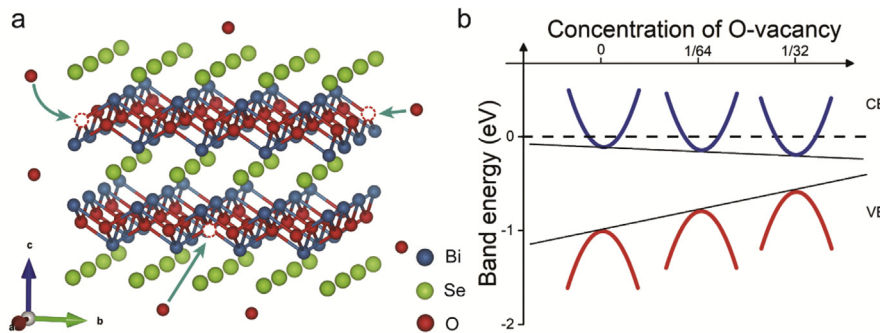 a
b
Concentration of O-vacancy
0
1/64
1/32
Band energy (eV)
0
-1
-2
CB
VB
Bi
Se
O
c
b
a